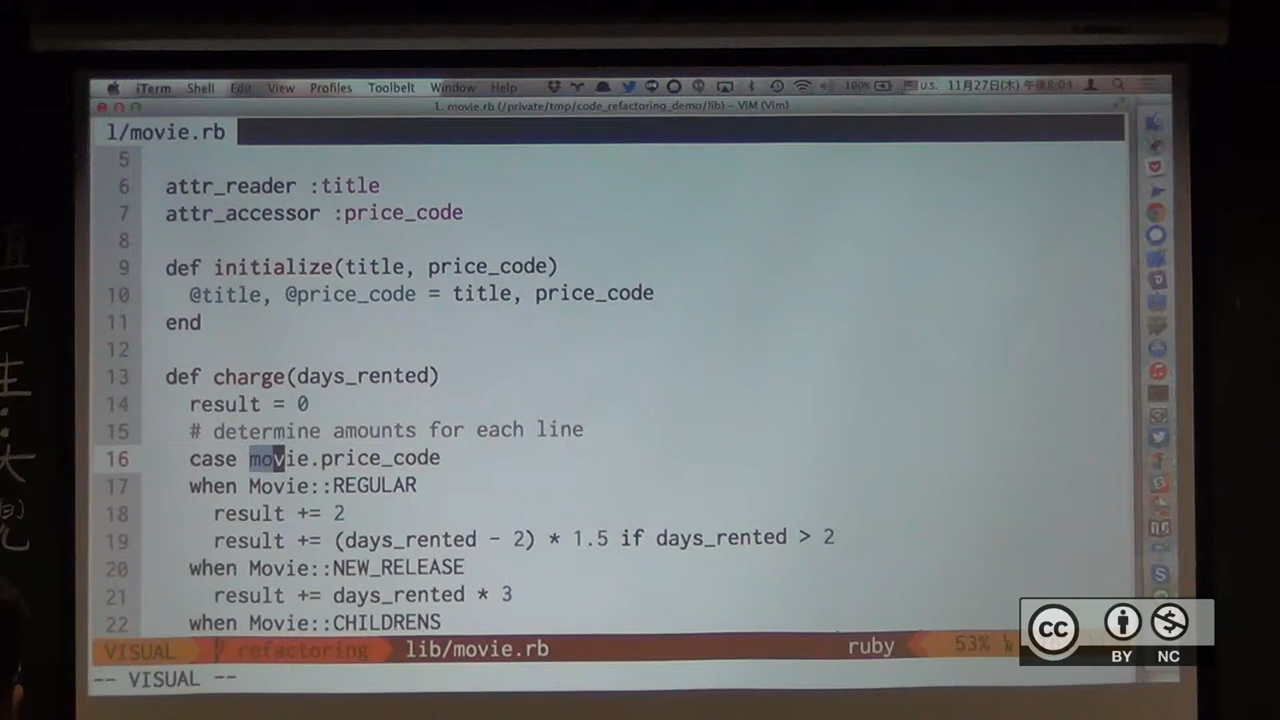 iTerm Shell Edit View Profiles Toolbelt Window Help 100% U.S. 11月27日(木) 午後8:04
1. movie.rb (/private/tmp/code_refactoring_demo/lib) - VIM (Vim)
l/movie.rb
5
6 attr_reader :title
7 attr_accessor :price_code
8
9 def initialize(title, price_code)
10 @title, @price_code = title, price_code
11 end
12
13 def charge(days_rented)
14 result = 0
15 # determine amounts for each line
16 case movie.price_code
17 when Movie::REGULAR
18 result += 2
19 result += (days_rented - 2) * 1.5 if days_rented > 2
20 when Movie::NEW_RELEASE
21 result += days_rented * 3
22 when Movie::CHILDRENS
VISUAL refactoring lib/movie.rb ruby 53%
-- VISUAL --
CC BY NC